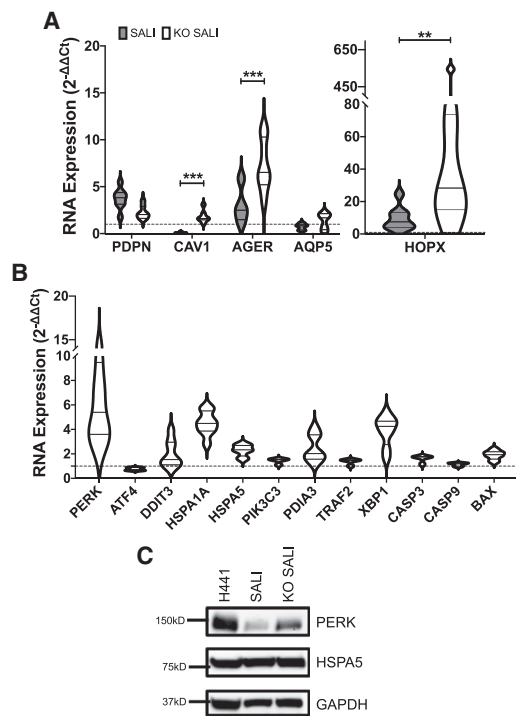 A
SALI KO SALI
RNA Expression (2-ΔΔCt)
20
15
10
5
0
***
***
PDPN CAV1 AGER AQP5
650
450
80
60
40
20
0
**
HOPX
B
RNA Expression (2-ΔΔCt)
20
15
10
8
6
4
2
0
PERK ATF4 DDIT3 HSPA1A HSPA5 PIK3C3 PDIA3 TRAF2 XBP1 CASP3 CASP9 BAX
C
H441 SALI KO SALI
150kD PERK
75kD HSPA5
37kD GAPDH